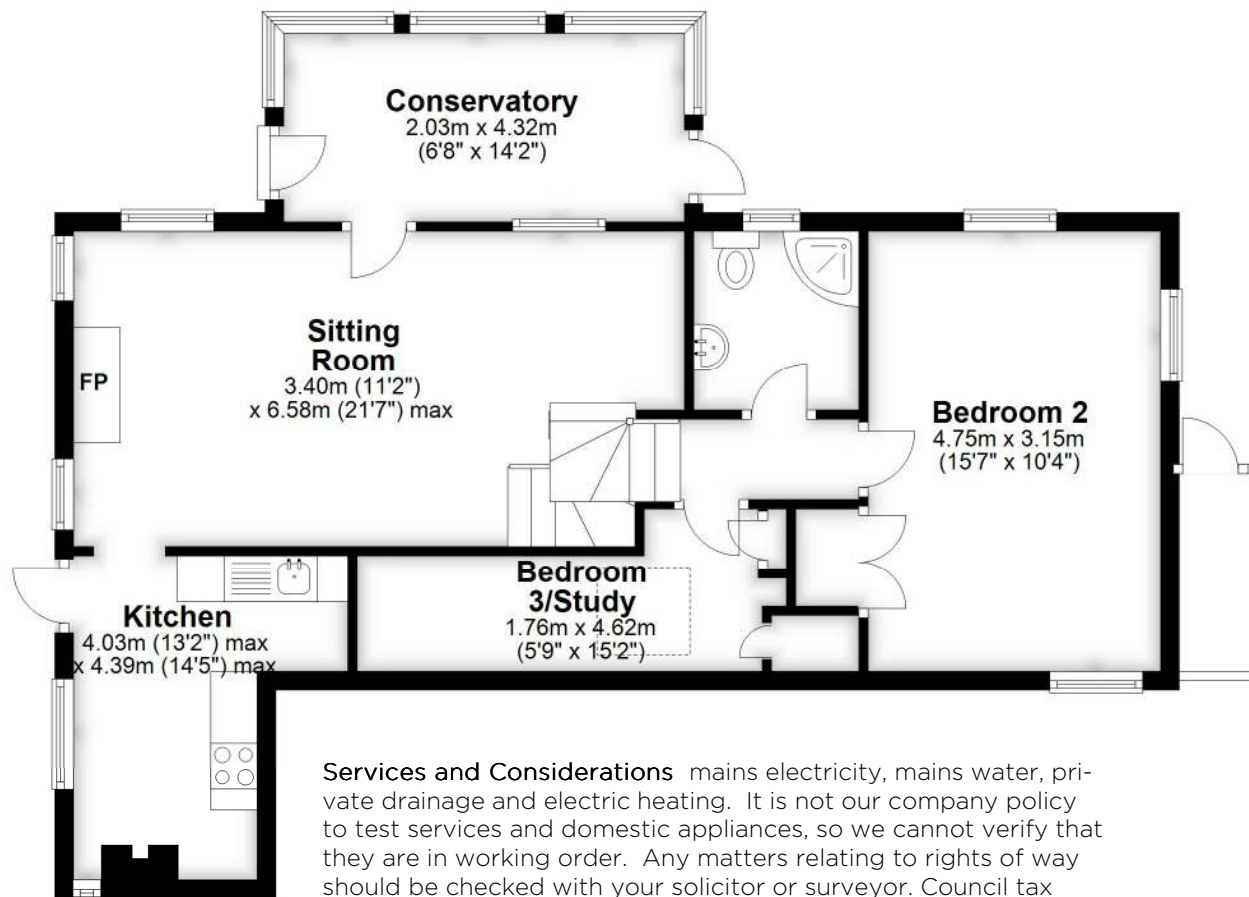 Conservatory
2.03m x 4.32m
(6'8" x 14'2")
Sitting
Room
3.40m (11'2")
x 6.58m (21'7") max
FP
Bedroom 2
4.75m x 3.15m
(15'7" x 10'4")
Bedroom
3/Study
1.76m x 4.62m
(5'9" x 15'2")
Kitchen
4.03m (13'2") max
x 4.39m (14'5") max
Services and Considerations mains electricity, mains water, pri-
vate drainage and electric heating. It is not our company policy
to test services and domestic appliances, so we cannot verify that
they are in working order. Any matters relating to rights of way
should be checked with your solicitor or surveyor. Council tax